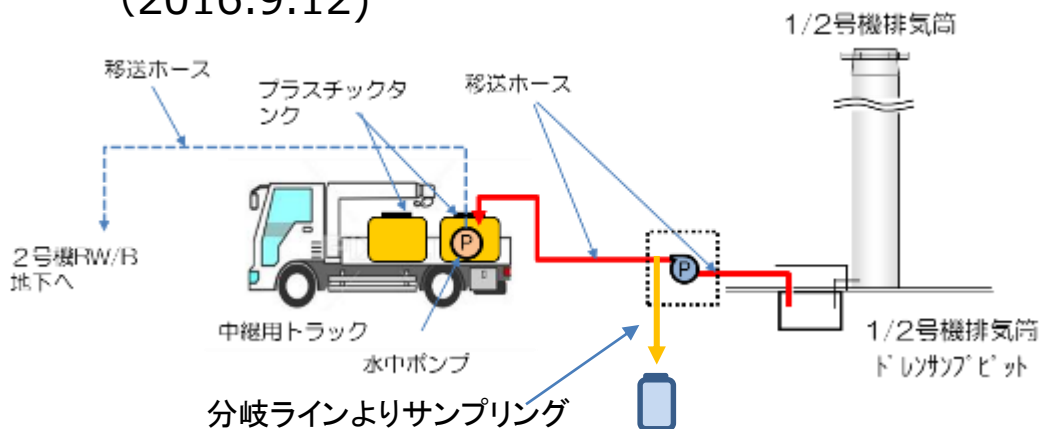 (2016.9.12)
1/2号機排気筒
移送ホース
プラスチックタ
ンク
移送ホース
P
P
2号機RW/B
地下へ
中継用トラック
水中ポンプ
1/2号機排気筒
ﾄﾞﾚﾝｻﾝﾌﾟﾋﾟｯﾄ
分岐ラインよりサンプリング